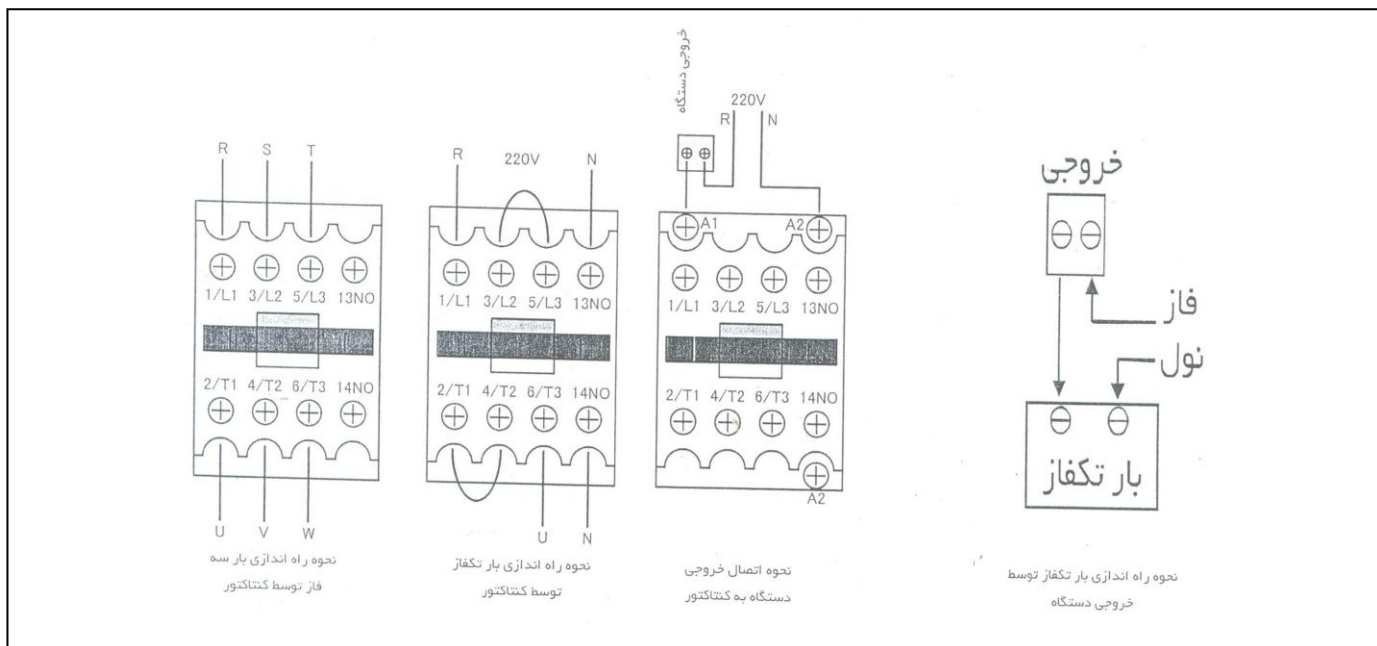 R S T
1/L1 3/L2 5/L3 13NO
2/T1 4/T2 6/T3 14NO
U V W
نحوه راه اندازی بار سه
فاز توسط کنتاکتور
R 220V N
1/L1 3/L2 5/L3 13NO
2/T1 4/T2 6/T3 14NO
U N
نحوه راه اندازی بار تکفاز
توسط کنتاکتور
خروجی دستگاه
220V
R N
A1 A2
1/L1 3/L2 5/L3 13NO
2/T1 4/T2 6/T3 14NO
A2
نحوه اتصال خروجی
دستگاه به کنتاکتور
خروجی
فاز
نول
بار تکفاز
نحوه راه اندازی بار تکفاز توسط
خروجی دستگاه